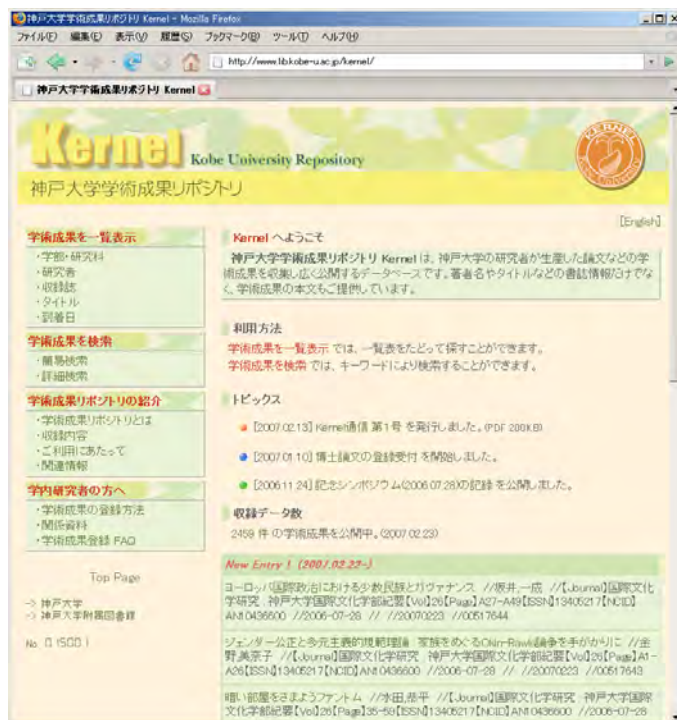 神戸大学学術成果リポジトリ Kernel - Mozilla Firefox
ファイル(F) 編集(E) 表示(V) 履歴(S) ブックマーク(B) ツール(T) ヘルプ(H)
http://www.lib.kobe-u.ac.jp/kernel/
神戸大学学術成果リポジトリ Kernel
Kernel Kobe University Repository
KERNEL
Kobe University
神戸大学学術成果リポジトリ
[English]
学術成果を一覧表示
・学部・研究科
・研究者
・収録誌
・タイトル
・到着日
学術成果を検索
・簡易検索
・詳細検索
学術成果リポジトリの紹介
・学術成果リポジトリとは
・収録内容
・ご利用にあたって
・関連情報
学内研究者の方へ
・学術成果の登録方法
・関係資料
・学術成果登録 FAQ
Top Page
-> 神戸大学
-> 神戸大学附属図書館
Kernel へようこそ
神戸大学学術成果リポジトリ Kernel は、神戸大学の研究者が生産した論文などの学
術成果を収集し広く公開するデータベースです。著者名やタイトルなどの書誌情報だけでな
く、学術成果の本文もご提供しています。
利用方法
学術成果を一覧表示 では、一覧表をたどって探すことができます。
学術成果を検索 では、キーワードにより検索することができます。
トピックス
[2007.02.13] Kernel通信 第1号 を発行しました。(PDF 200KB)
[2007.01.10] 博士論文の登録受付 を開始しました。
[2006.11.24] 記念シンポジウム(2006.07.28)の記録 を公開しました。
収録データ数
2459 件 の学術成果を公開中。(2007.02.23)
New Entry ! (2007.02.22-)
ヨーロッパ国際政治における少数民族とガヴァナンス //坂井,一成 //【Journal】国際文化
学研究 : 神戸大学国際文化学部紀要【Vol】26【Page】A27-A49【ISSN】13405217【NCID】
AN10436600 //2006-07-28 // //20070223 //00517644
ジェンダー公正と多元主義的規範理論 : 家族をめぐるOkin-Rawls論争を手がかりに //金
野,美奈子 //【Journal】国際文化学研究 : 神戸大学国際文化学部紀要【Vol】26【Page】A1-
A26【ISSN】13405217【NCID】AN10436600 //2006-07-28 // //20070223 //00517643
暗い部屋をさまようファントム //水田,恭平 //【Journal】国際文化学研究 : 神戸大学国際
文化学部紀要【Vol】26【Page】35-58【ISSN】13405217【NCID】AN10436600 //2006-07-28